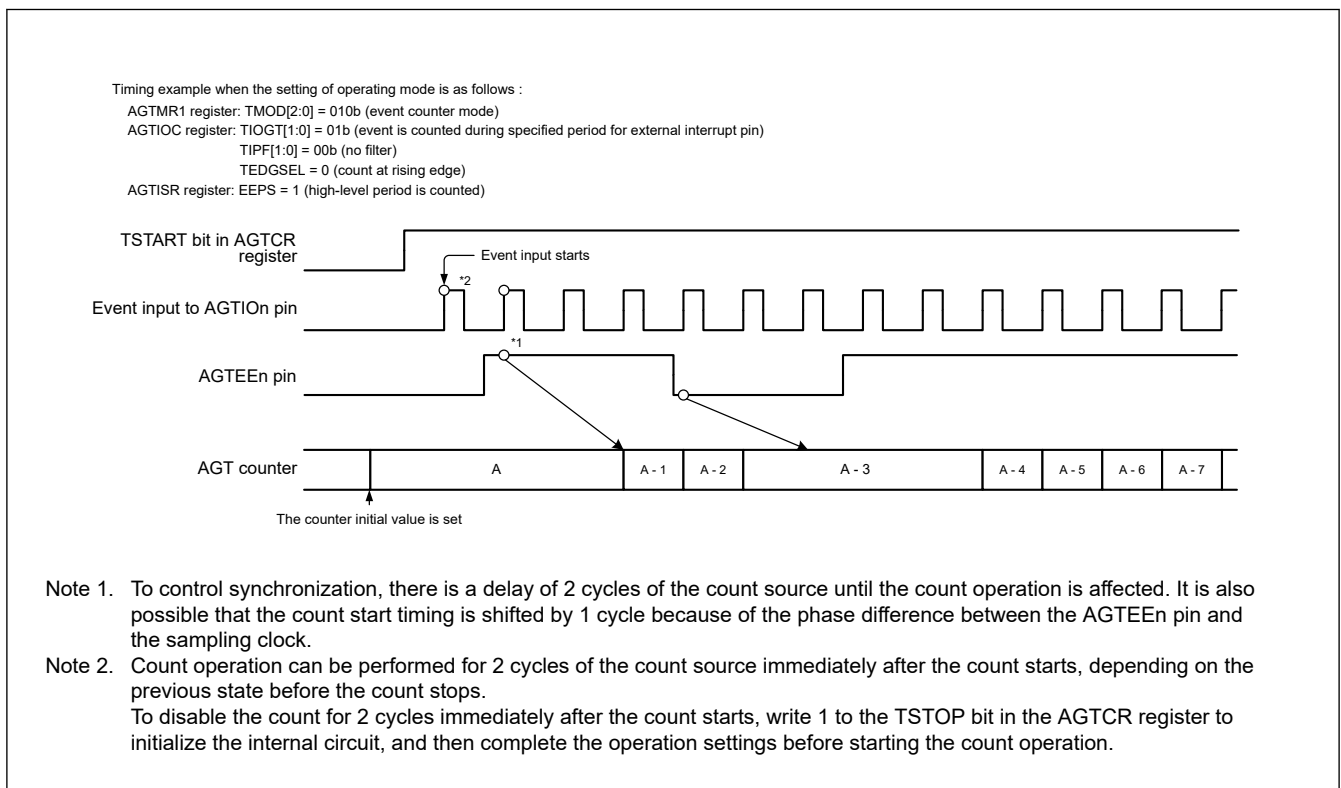 Timing example when the setting of operating mode is as follows :
AGTMR1 register: TMOD[2:0] = 010b (event counter mode)
AGTIOC register: TIOGT[1:0] = 01b (event is counted during specified period for external interrupt pin)
TIPF[1:0] = 00b (no filter)
TEDGSEL = 0 (count at rising edge)
AGTISR register: EEPS = 1 (high-level period is counted)
TSTART bit in AGTCR
register
Event input starts
*2
Event input to AGTIOn pin
*1
AGTEEn pin
AGT counter
A
A - 1
A - 2
A - 3
A - 4
A - 5
A - 6
A - 7
The counter initial value is set
Note 1. To control synchronization, there is a delay of 2 cycles of the count source until the count operation is affected. It is also
possible that the count start timing is shifted by 1 cycle because of the phase difference between the AGTEEn pin and
the sampling clock.
Note 2. Count operation can be performed for 2 cycles of the count source immediately after the count starts, depending on the
previous state before the count stops.
To disable the count for 2 cycles immediately after the count starts, write 1 to the TSTOP bit in the AGTCR register to
initialize the internal circuit, and then complete the operation settings before starting the count operation.